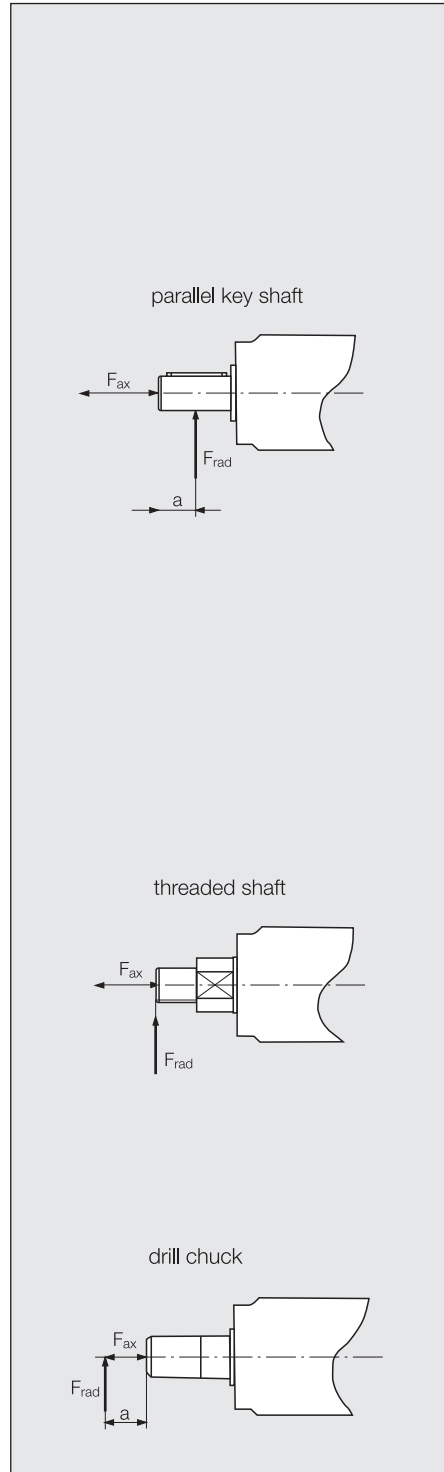 parallel key shaft
Fax
Frad
a
threaded shaft
Fax
Frad
drill chuck
Fax
Frad
a